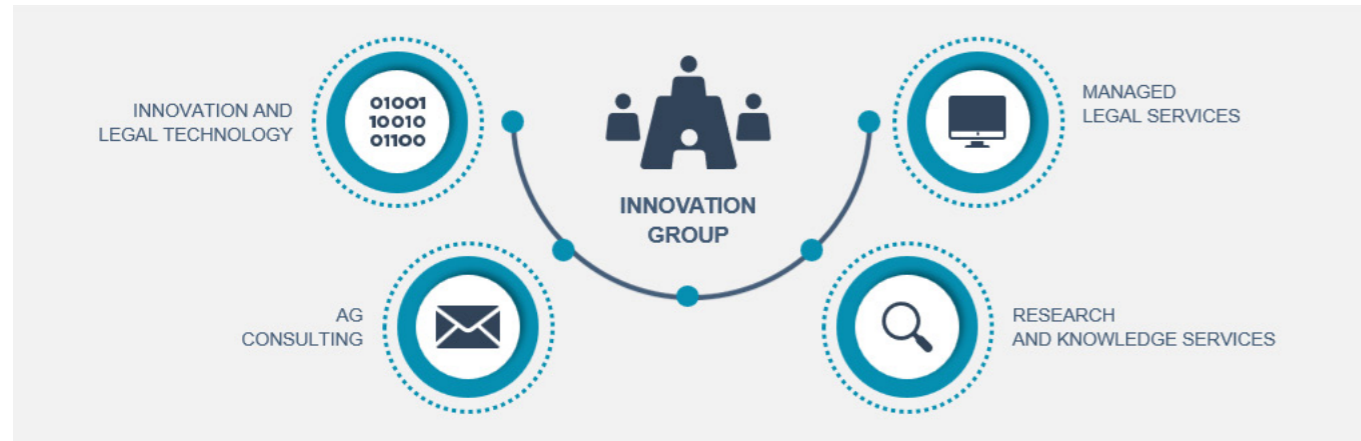 INNOVATION AND
LEGAL TECHNOLOGY
01001
10010
01100
INNOVATION
GROUP
MANAGED
LEGAL SERVICES
AG
CONSULTING
RESEARCH
AND KNOWLEDGE SERVICES